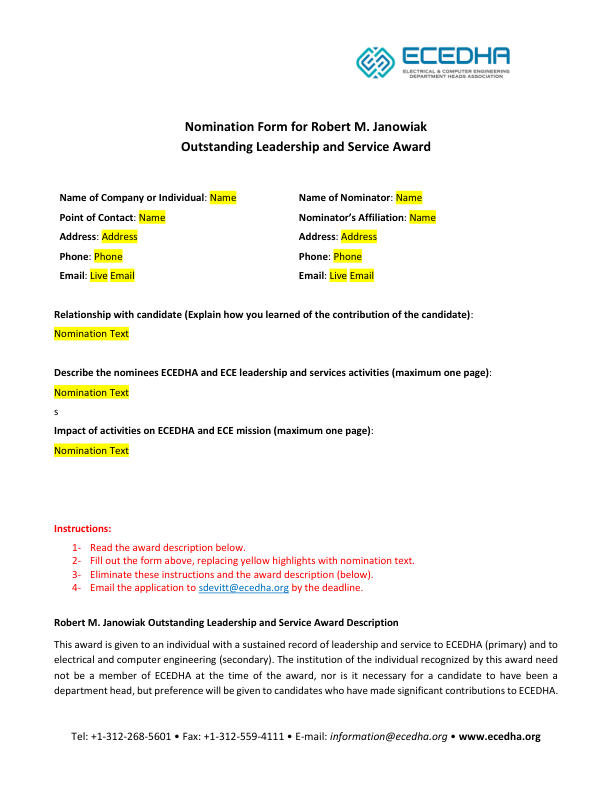 ECEDHA
ELECTRICAL & COMPUTER ENGINEERING
DEPARTMENT HEADS ASSOCIATION
Nomination Form for Robert M. Janowiak
Outstanding Leadership and Service Award
Name of Company or Individual: Name
Point of Contact: Name
Address: Address
Phone: Phone
Email: Live Email
Name of Nominator: Name
Nominator’s Affiliation: Name
Address: Address
Phone: Phone
Email: Live Email
Relationship with candidate (Explain how you learned of the contribution of the candidate):
Nomination Text
Describe the nominees ECEDHA and ECE leadership and services activities (maximum one page):
Nomination Text
s
Impact of activities on ECEDHA and ECE mission (maximum one page):
Nomination Text
Instructions:
1- Read the award description below.
2- Fill out the form above, replacing yellow highlights with nomination text.
3- Eliminate these instructions and the award description (below).
4- Email the application to sdevitt@ecedha.org by the deadline.
Robert M. Janowiak Outstanding Leadership and Service Award Description
This award is given to an individual with a sustained record of leadership and service to ECEDHA (primary) and to
electrical and computer engineering (secondary). The institution of the individual recognized by this award need
not be a member of ECEDHA at the time of the award, nor is it necessary for a candidate to have been a
department head, but preference will be given to candidates who have made significant contributions to ECEDHA.
Tel: +1-312-268-5601 • Fax: +1-312-559-4111 • E-mail: information@ecedha.org • www.ecedha.org